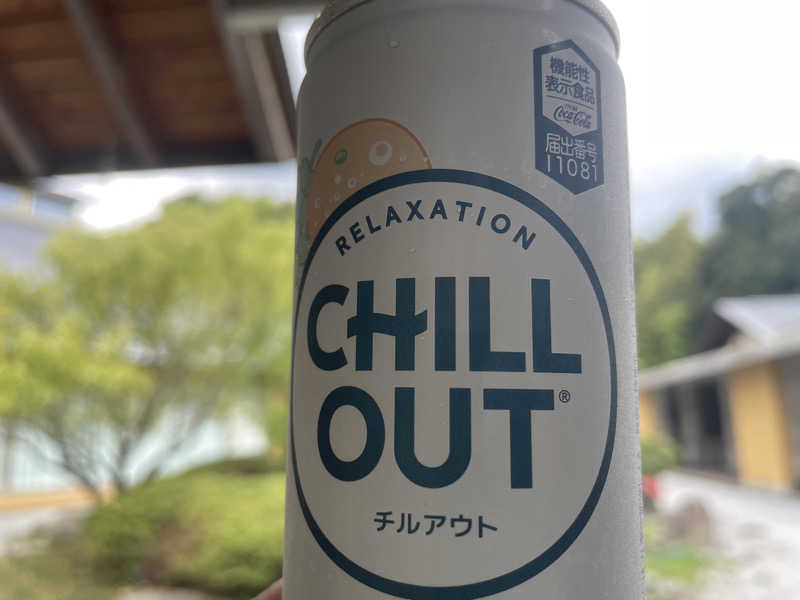 機能性
表示食品
Coca-Cola
届出番号
I1081
RELAXATION
CHILL
OUT®
チルアウト